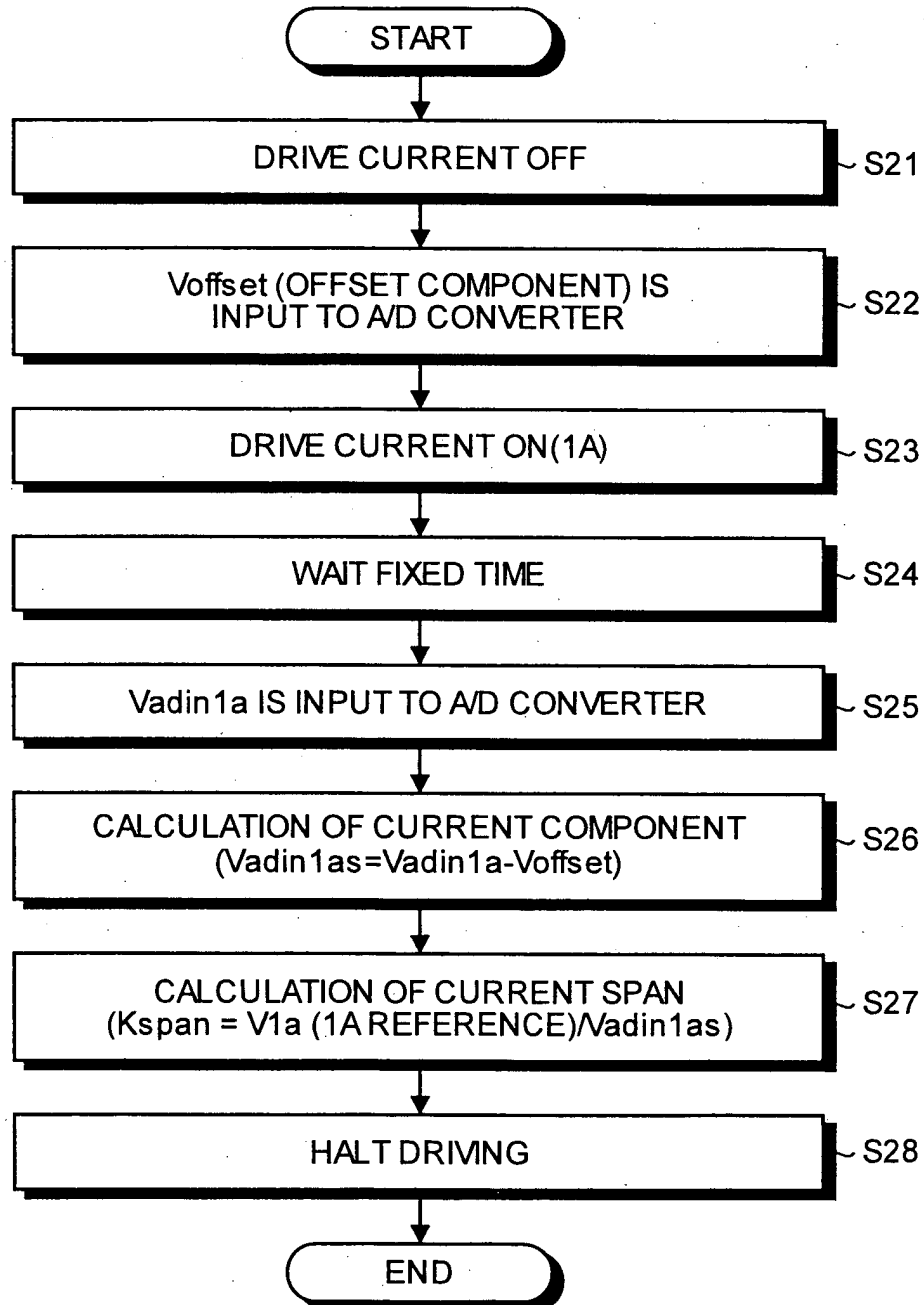 START
DRIVE CURRENT OFF
S21
Voffset (OFFSET COMPONENT) IS
INPUT TO A/D CONVERTER
S22
DRIVE CURRENT ON(1A)
S23
WAIT FIXED TIME
S24
Vadin1a IS INPUT TO A/D CONVERTER
S25
CALCULATION OF CURRENT COMPONENT
(Vadin1as=Vadin1a-Voffset)
S26
CALCULATION OF CURRENT SPAN
(Kspan = V1a (1A REFERENCE)/Vadin1as)
S27
HALT DRIVING
S28
END